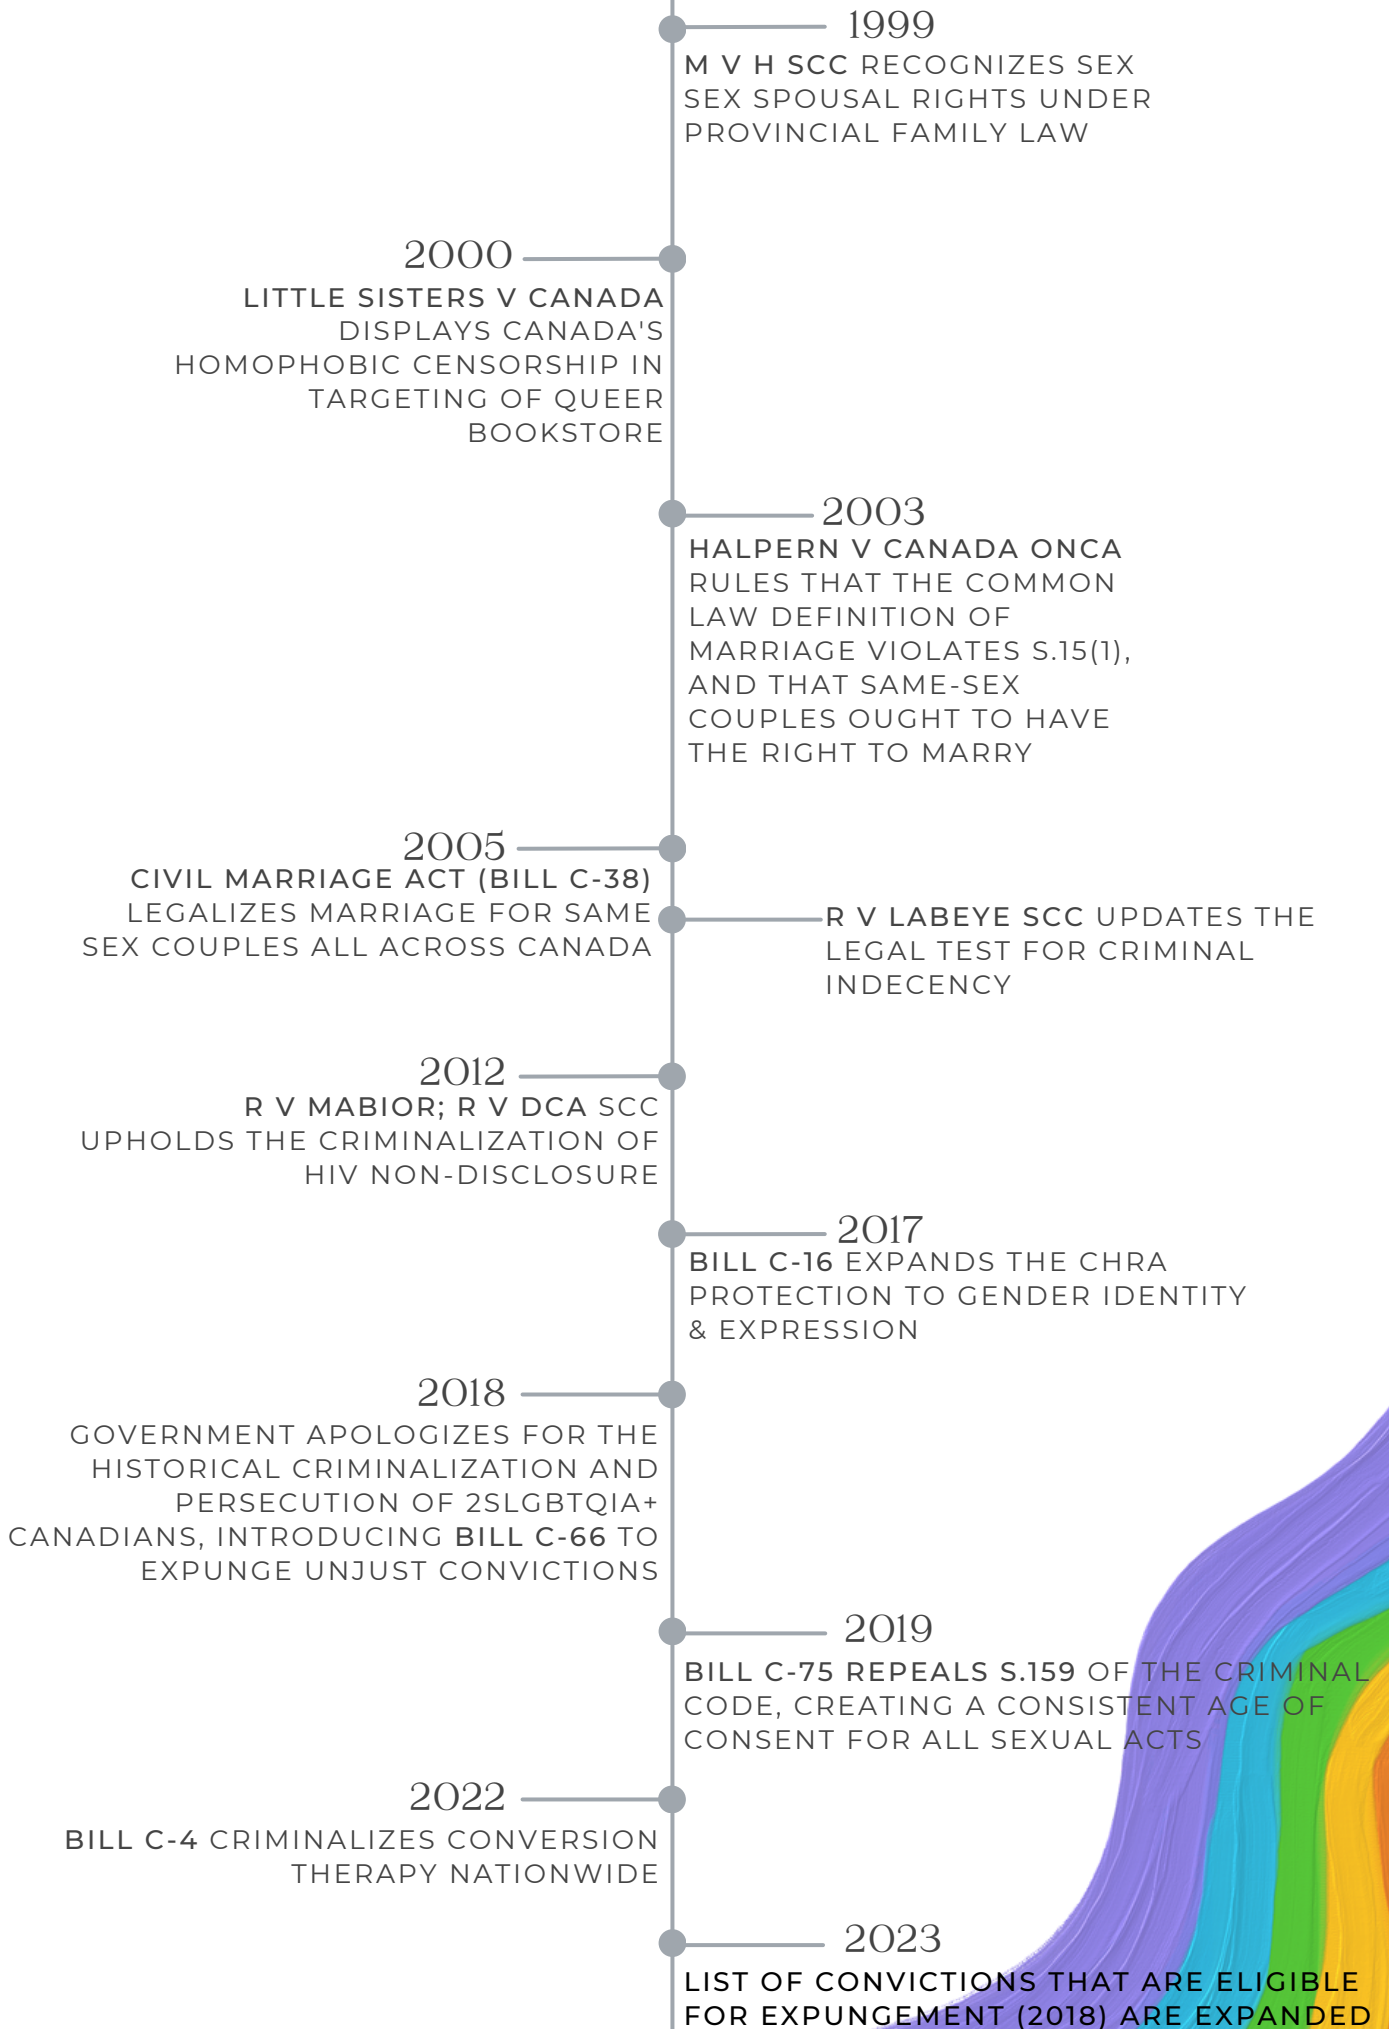 1999
M V H SCC RECOGNIZES SEX
SEX SPOUSAL RIGHTS UNDER
PROVINCIAL FAMILY LAW
2000
LITTLE SISTERS V CANADA
DISPLAYS CANADA'S
HOMOPHOBIC CENSORSHIP IN
TARGETING OF QUEER
BOOKSTORE
2003
HALPERN V CANADA ONCA
RULES THAT THE COMMON
LAW DEFINITION OF
MARRIAGE VIOLATES S.15(1),
AND THAT SAME-SEX
COUPLES OUGHT TO HAVE
THE RIGHT TO MARRY
2005
CIVIL MARRIAGE ACT (BILL C-38)
LEGALIZES MARRIAGE FOR SAME
SEX COUPLES ALL ACROSS CANADA
R V LABEYE SCC UPDATES THE
LEGAL TEST FOR CRIMINAL
INDECENCY
2012
R V MABIOR; R V DCA SCC
UPHOLDS THE CRIMINALIZATION OF
HIV NON-DISCLOSURE
2017
BILL C-16 EXPANDS THE CHRA
PROTECTION TO GENDER IDENTITY
& EXPRESSION
2018
GOVERNMENT APOLOGIZES FOR THE
HISTORICAL CRIMINALIZATION AND
PERSECUTION OF 2SLGBTQIA+
CANADIANS, INTRODUCING BILL C-66 TO
EXPUNGE UNJUST CONVICTIONS
2019
BILL C-75 REPEALS S.159 OF THE CRIMINAL
CODE, CREATING A CONSISTENT AGE OF
CONSENT FOR ALL SEXUAL ACTS
2022
BILL C-4 CRIMINALIZES CONVERSION
THERAPY NATIONWIDE
2023
LIST OF CONVICTIONS THAT ARE ELIGIBLE
FOR EXPUNGEMENT (2018) ARE EXPANDED